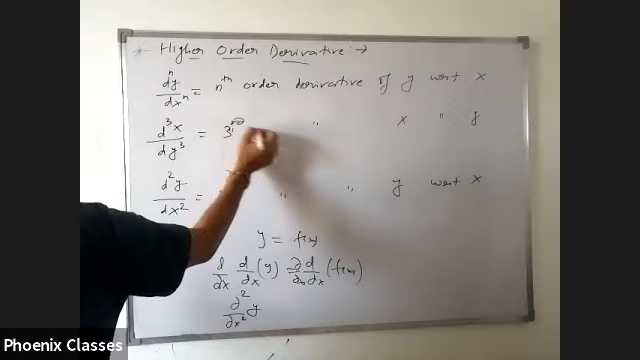 * Higher Order Derivative :→
dⁿy/dxⁿ = nᵗʰ order derivative of y w.r.t x
d³x/dy³ = 3ʳᵈ " x " y
d²y/dx² = " " y w.r.t x
y = f(x)
d/dx d/dx (y) = d/dx d/dx (f(x))
d²/dx² y
Phoenix Classes